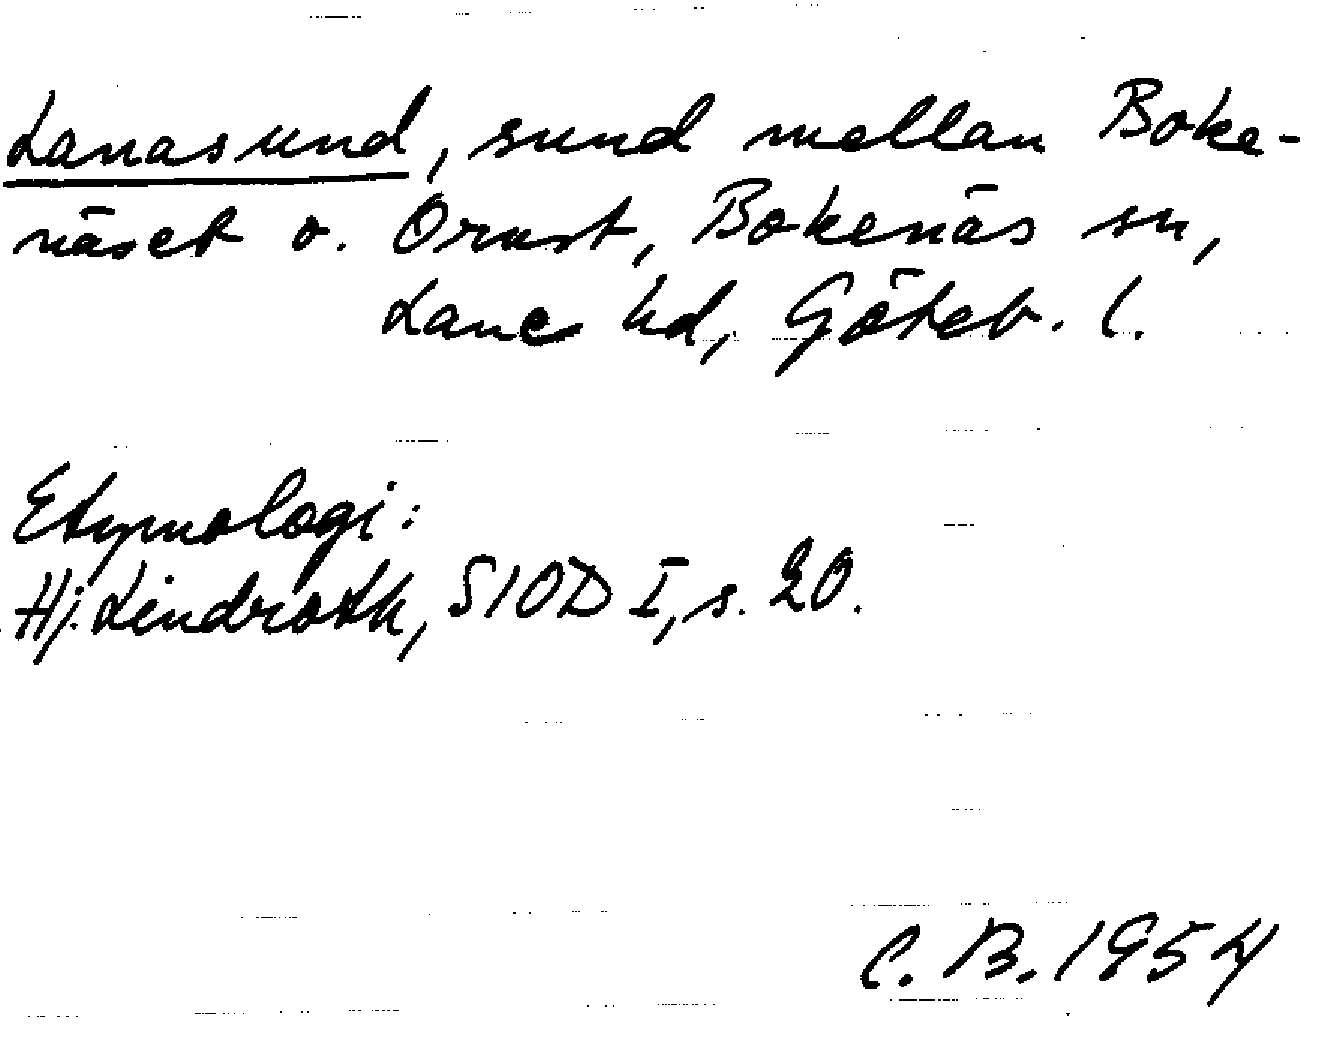 Lanasund, sund mellan Boke-
näset o. Orust, Bokenäs sn,
Lane hd, Göteb. l.
Etymologi:
Hj. Lindroth, SIOD I, s. 20.
C. B. 1954